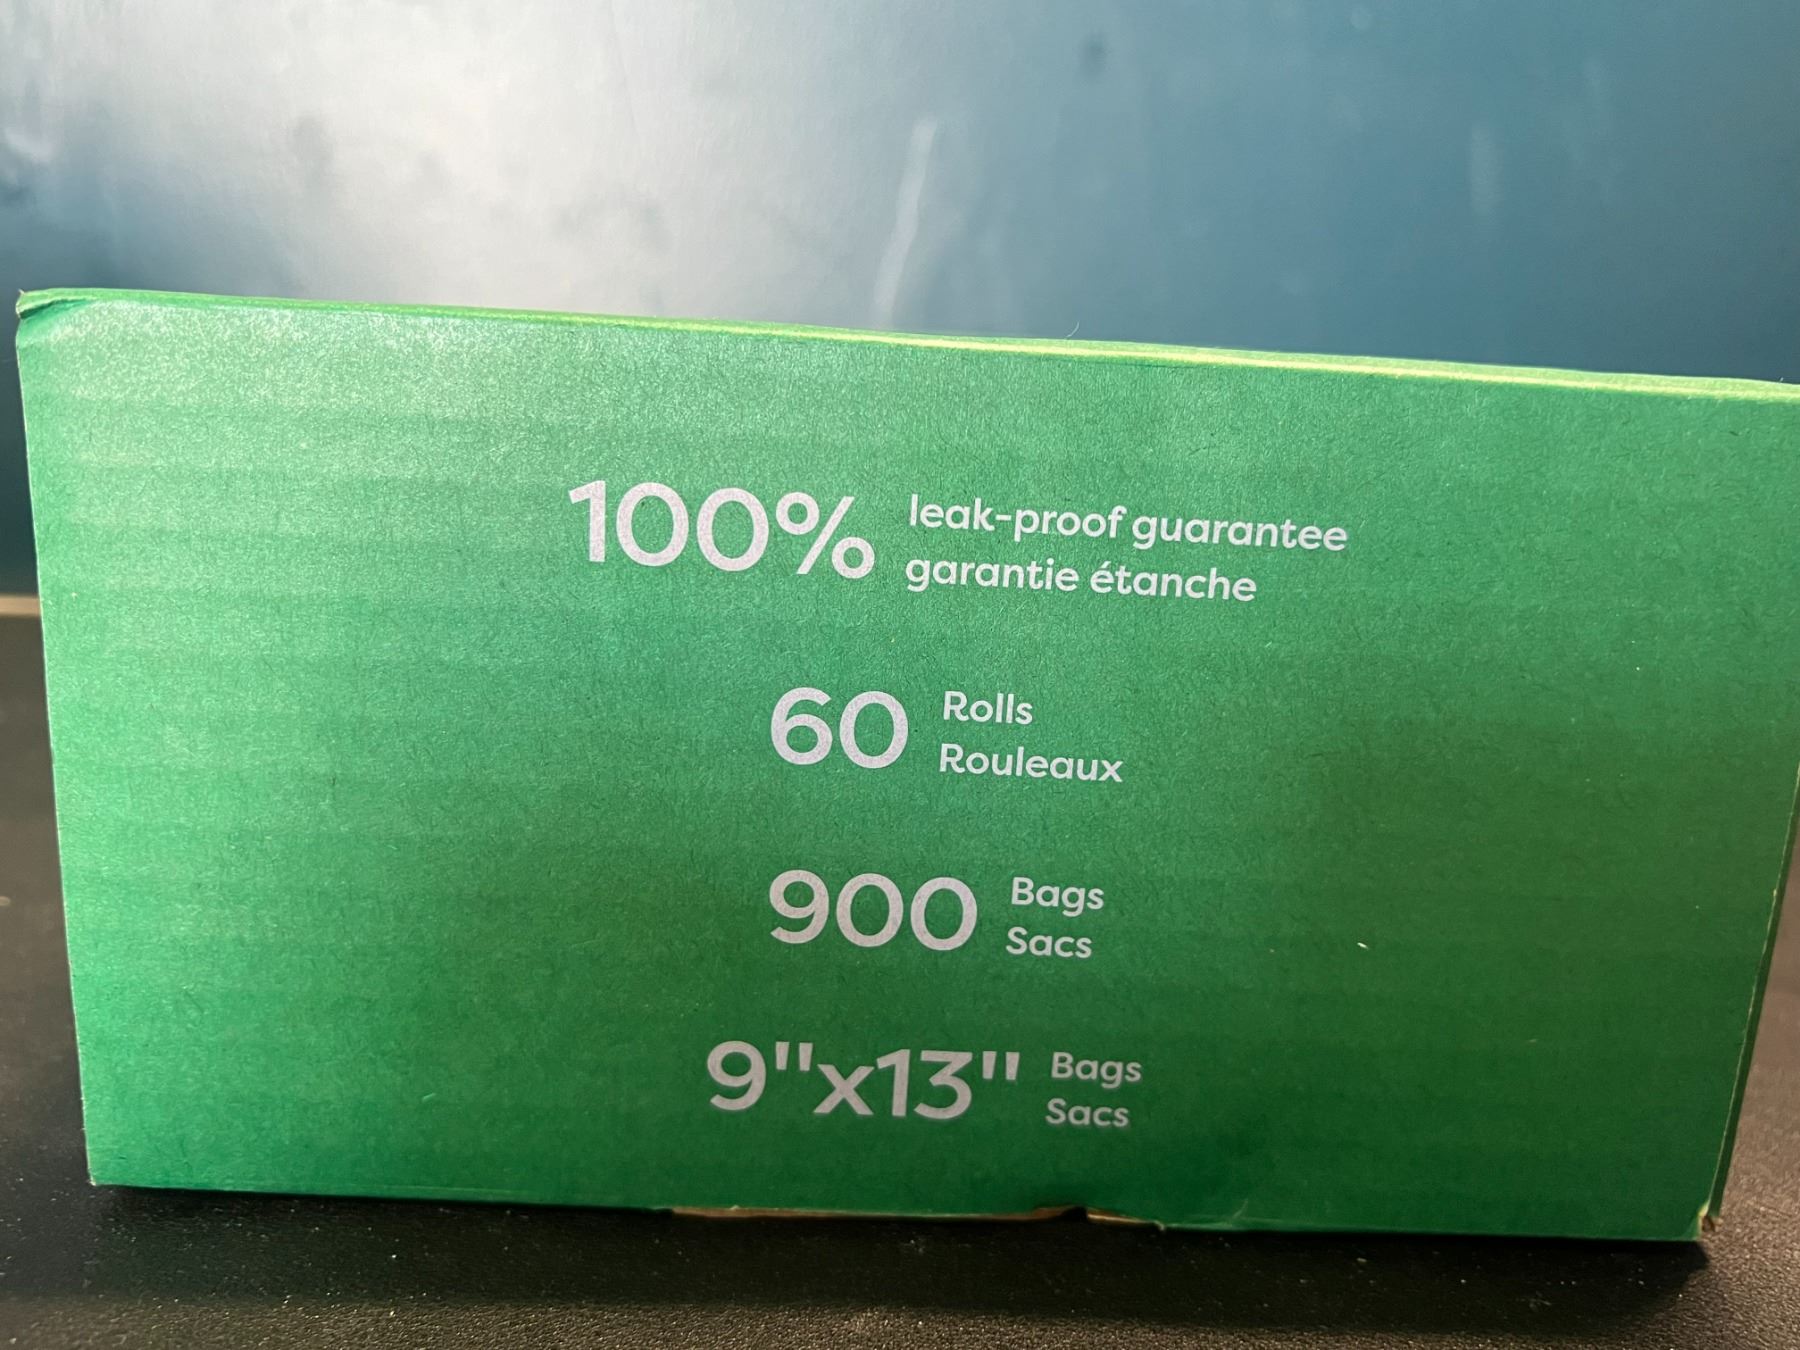 100% leak-proof guarantee
garantie étanche
60 Rolls
Rouleaux
900 Bags
Sacs
9"x13" Bags
Sacs